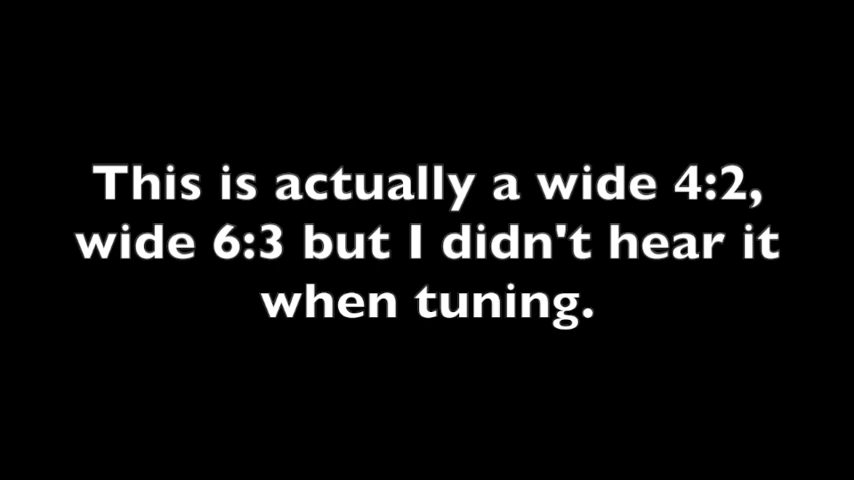 This is actually a wide 4:2,
wide 6:3 but I didn't hear it
when tuning.